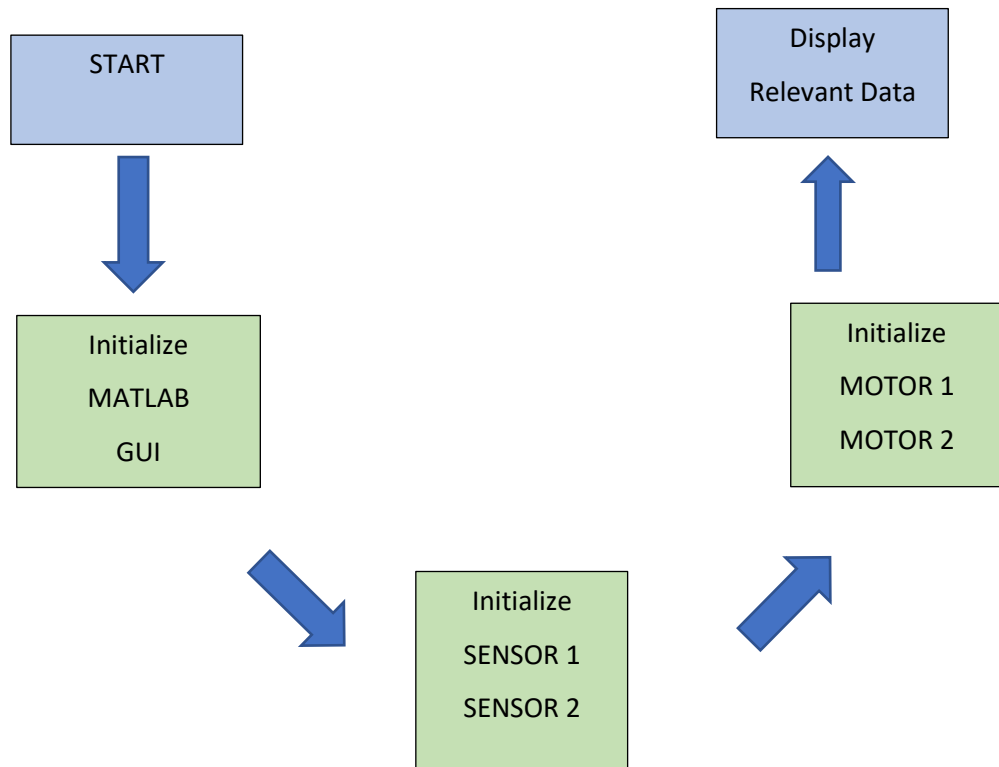 START
Initialize
MATLAB
GUI
Initialize
SENSOR 1
SENSOR 2
Initialize
MOTOR 1
MOTOR 2
Display
Relevant Data